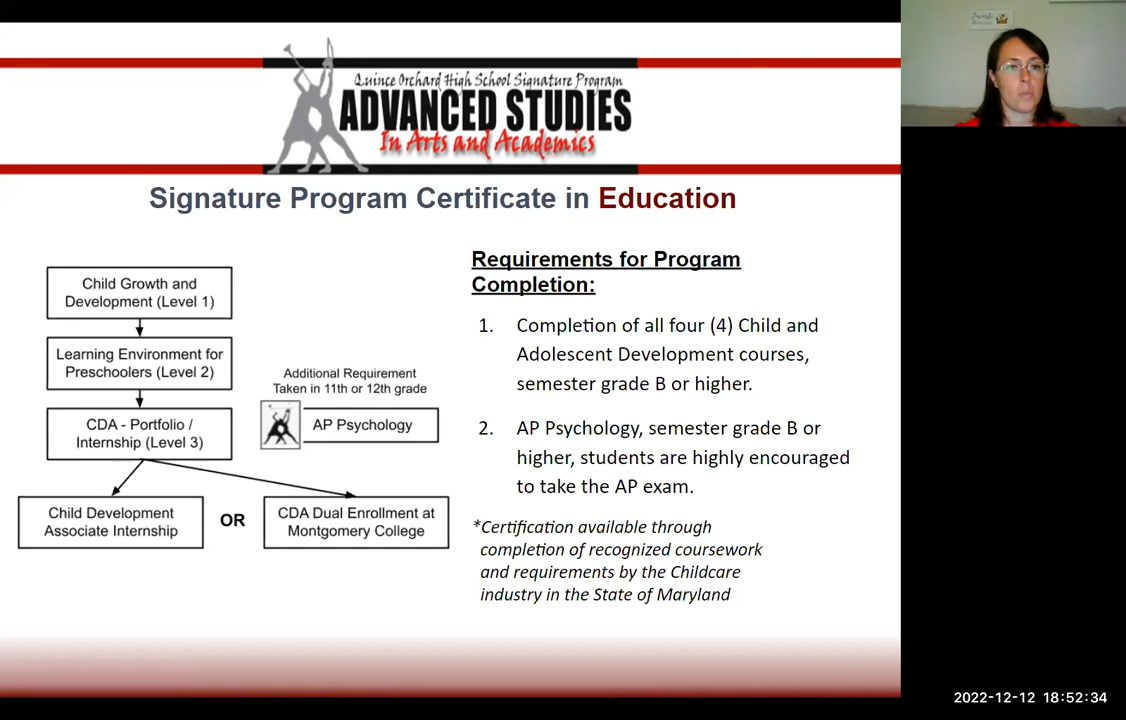 Quince Orchard High School Signature Program
ADVANCED STUDIES
In Arts and Academics
Signature Program Certificate in Education
Child Growth and
Development (Level 1)
Learning Environment for
Preschoolers (Level 2)
CDA - Portfolio /
Internship (Level 3)
Additional Requirement
Taken in 11th or 12th grade
AP Psychology
Child Development
Associate Internship
OR
CDA Dual Enrollment at
Montgomery College
Requirements for Program
Completion:
1. Completion of all four (4) Child and
Adolescent Development courses,
semester grade B or higher.
2. AP Psychology, semester grade B or
higher, students are highly encouraged
to take the AP exam.
*Certification available through
completion of recognized coursework
and requirements by the Childcare
industry in the State of Maryland
2022-12-12 18:52:34